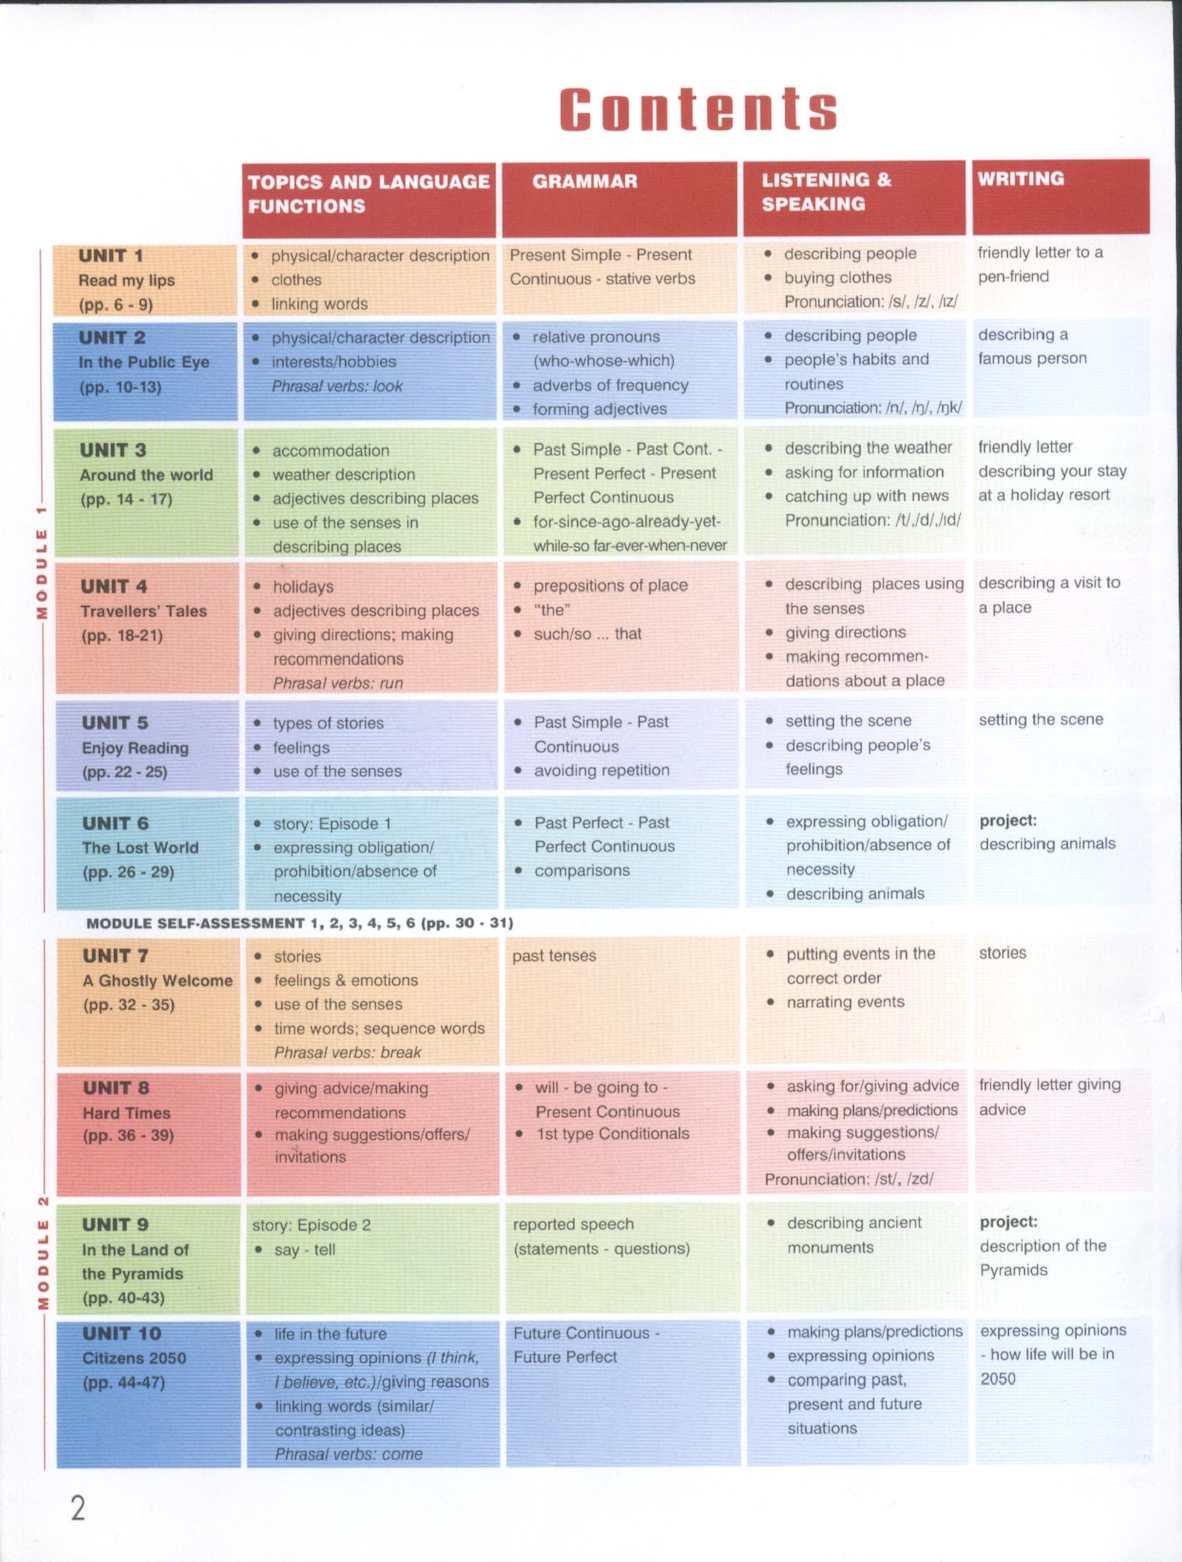 Contents
TOPICS AND LANGUAGE
FUNCTIONS
GRAMMAR
LISTENING &
SPEAKING
WRITING
MODULE 1
UNIT 1
Read my lips
(pp. 6 - 9)
• physical/character description
• clothes
• linking words
Present Simple - Present
Continuous - stative verbs
• describing people
• buying clothes
Pronunciation: /s/, /z/, /ız/
friendly letter to a
pen-friend
UNIT 2
In the Public Eye
(pp. 10-13)
• physical/character description
• interests/hobbies
Phrasal verbs: look
• relative pronouns
(who-whose-which)
• adverbs of frequency
• forming adjectives
• describing people
• people's habits and
routines
Pronunciation: /n/, /ŋ/, /ŋk/
describing a
famous person
UNIT 3
Around the world
(pp. 14 - 17)
• accommodation
• weather description
• adjectives describing places
• use of the senses in
describing places
• Past Simple - Past Cont. -
Present Perfect - Present
Perfect Continuous
• for-since-ago-already-yet-
while-so far-ever-when-never
• describing the weather
• asking for information
• catching up with news
Pronunciation: /t/,/d/,/ıd/
friendly letter
describing your stay
at a holiday resort
UNIT 4
Travellers' Tales
(pp. 18-21)
• holidays
• adjectives describing places
• giving directions; making
recommendations
Phrasal verbs: run
• prepositions of place
• "the"
• such/so ... that
• describing places using
the senses
• giving directions
• making recommen-
dations about a place
describing a visit to
a place
UNIT 5
Enjoy Reading
(pp. 22 - 25)
• types of stories
• feelings
• use of the senses
• Past Simple - Past
Continuous
• avoiding repetition
• setting the scene
• describing people's
feelings
setting the scene
UNIT 6
The Lost World
(pp. 26 - 29)
• story: Episode 1
• expressing obligation/
prohibition/absence of
necessity
• Past Perfect - Past
Perfect Continuous
• comparisons
• expressing obligation/
prohibition/absence of
necessity
• describing animals
project:
describing animals
MODULE SELF-ASSESSMENT 1, 2, 3, 4, 5, 6 (pp. 30 - 31)
MODULE 2
UNIT 7
A Ghostly Welcome
(pp. 32 - 35)
• stories
• feelings & emotions
• use of the senses
• time words; sequence words
Phrasal verbs: break
past tenses
• putting events in the
correct order
• narrating events
stories
UNIT 8
Hard Times
(pp. 36 - 39)
• giving advice/making
recommendations
• making suggestions/offers/
invitations
• will - be going to -
Present Continuous
• 1st type Conditionals
• asking for/giving advice
• making plans/predictions
• making suggestions/
offers/invitations
Pronunciation: /st/, /zd/
friendly letter giving
advice
UNIT 9
In the Land of
the Pyramids
(pp. 40-43)
story: Episode 2
• say - tell
reported speech
(statements - questions)
• describing ancient
monuments
project:
description of the
Pyramids
UNIT 10
Citizens 2050
(pp. 44-47)
• life in the future
• expressing opinions (I think,
I believe, etc.)/giving reasons
• linking words (similar/
contrasting ideas)
Phrasal verbs: come
Future Continuous -
Future Perfect
• making plans/predictions
• expressing opinions
• comparing past,
present and future
situations
expressing opinions
- how life will be in
2050
2